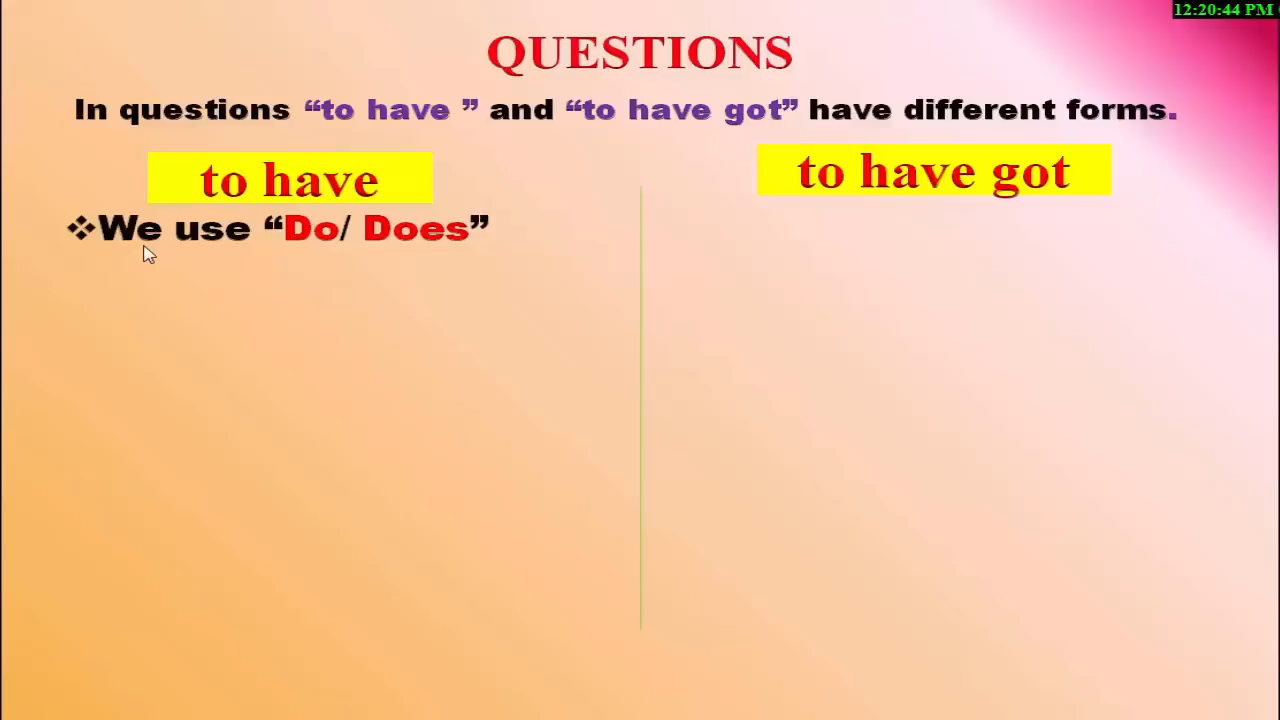 12:20:44 PM
QUESTIONS
In questions “to have ” and “to have got” have different forms.
to have
to have got
❖We use “Do/ Does”